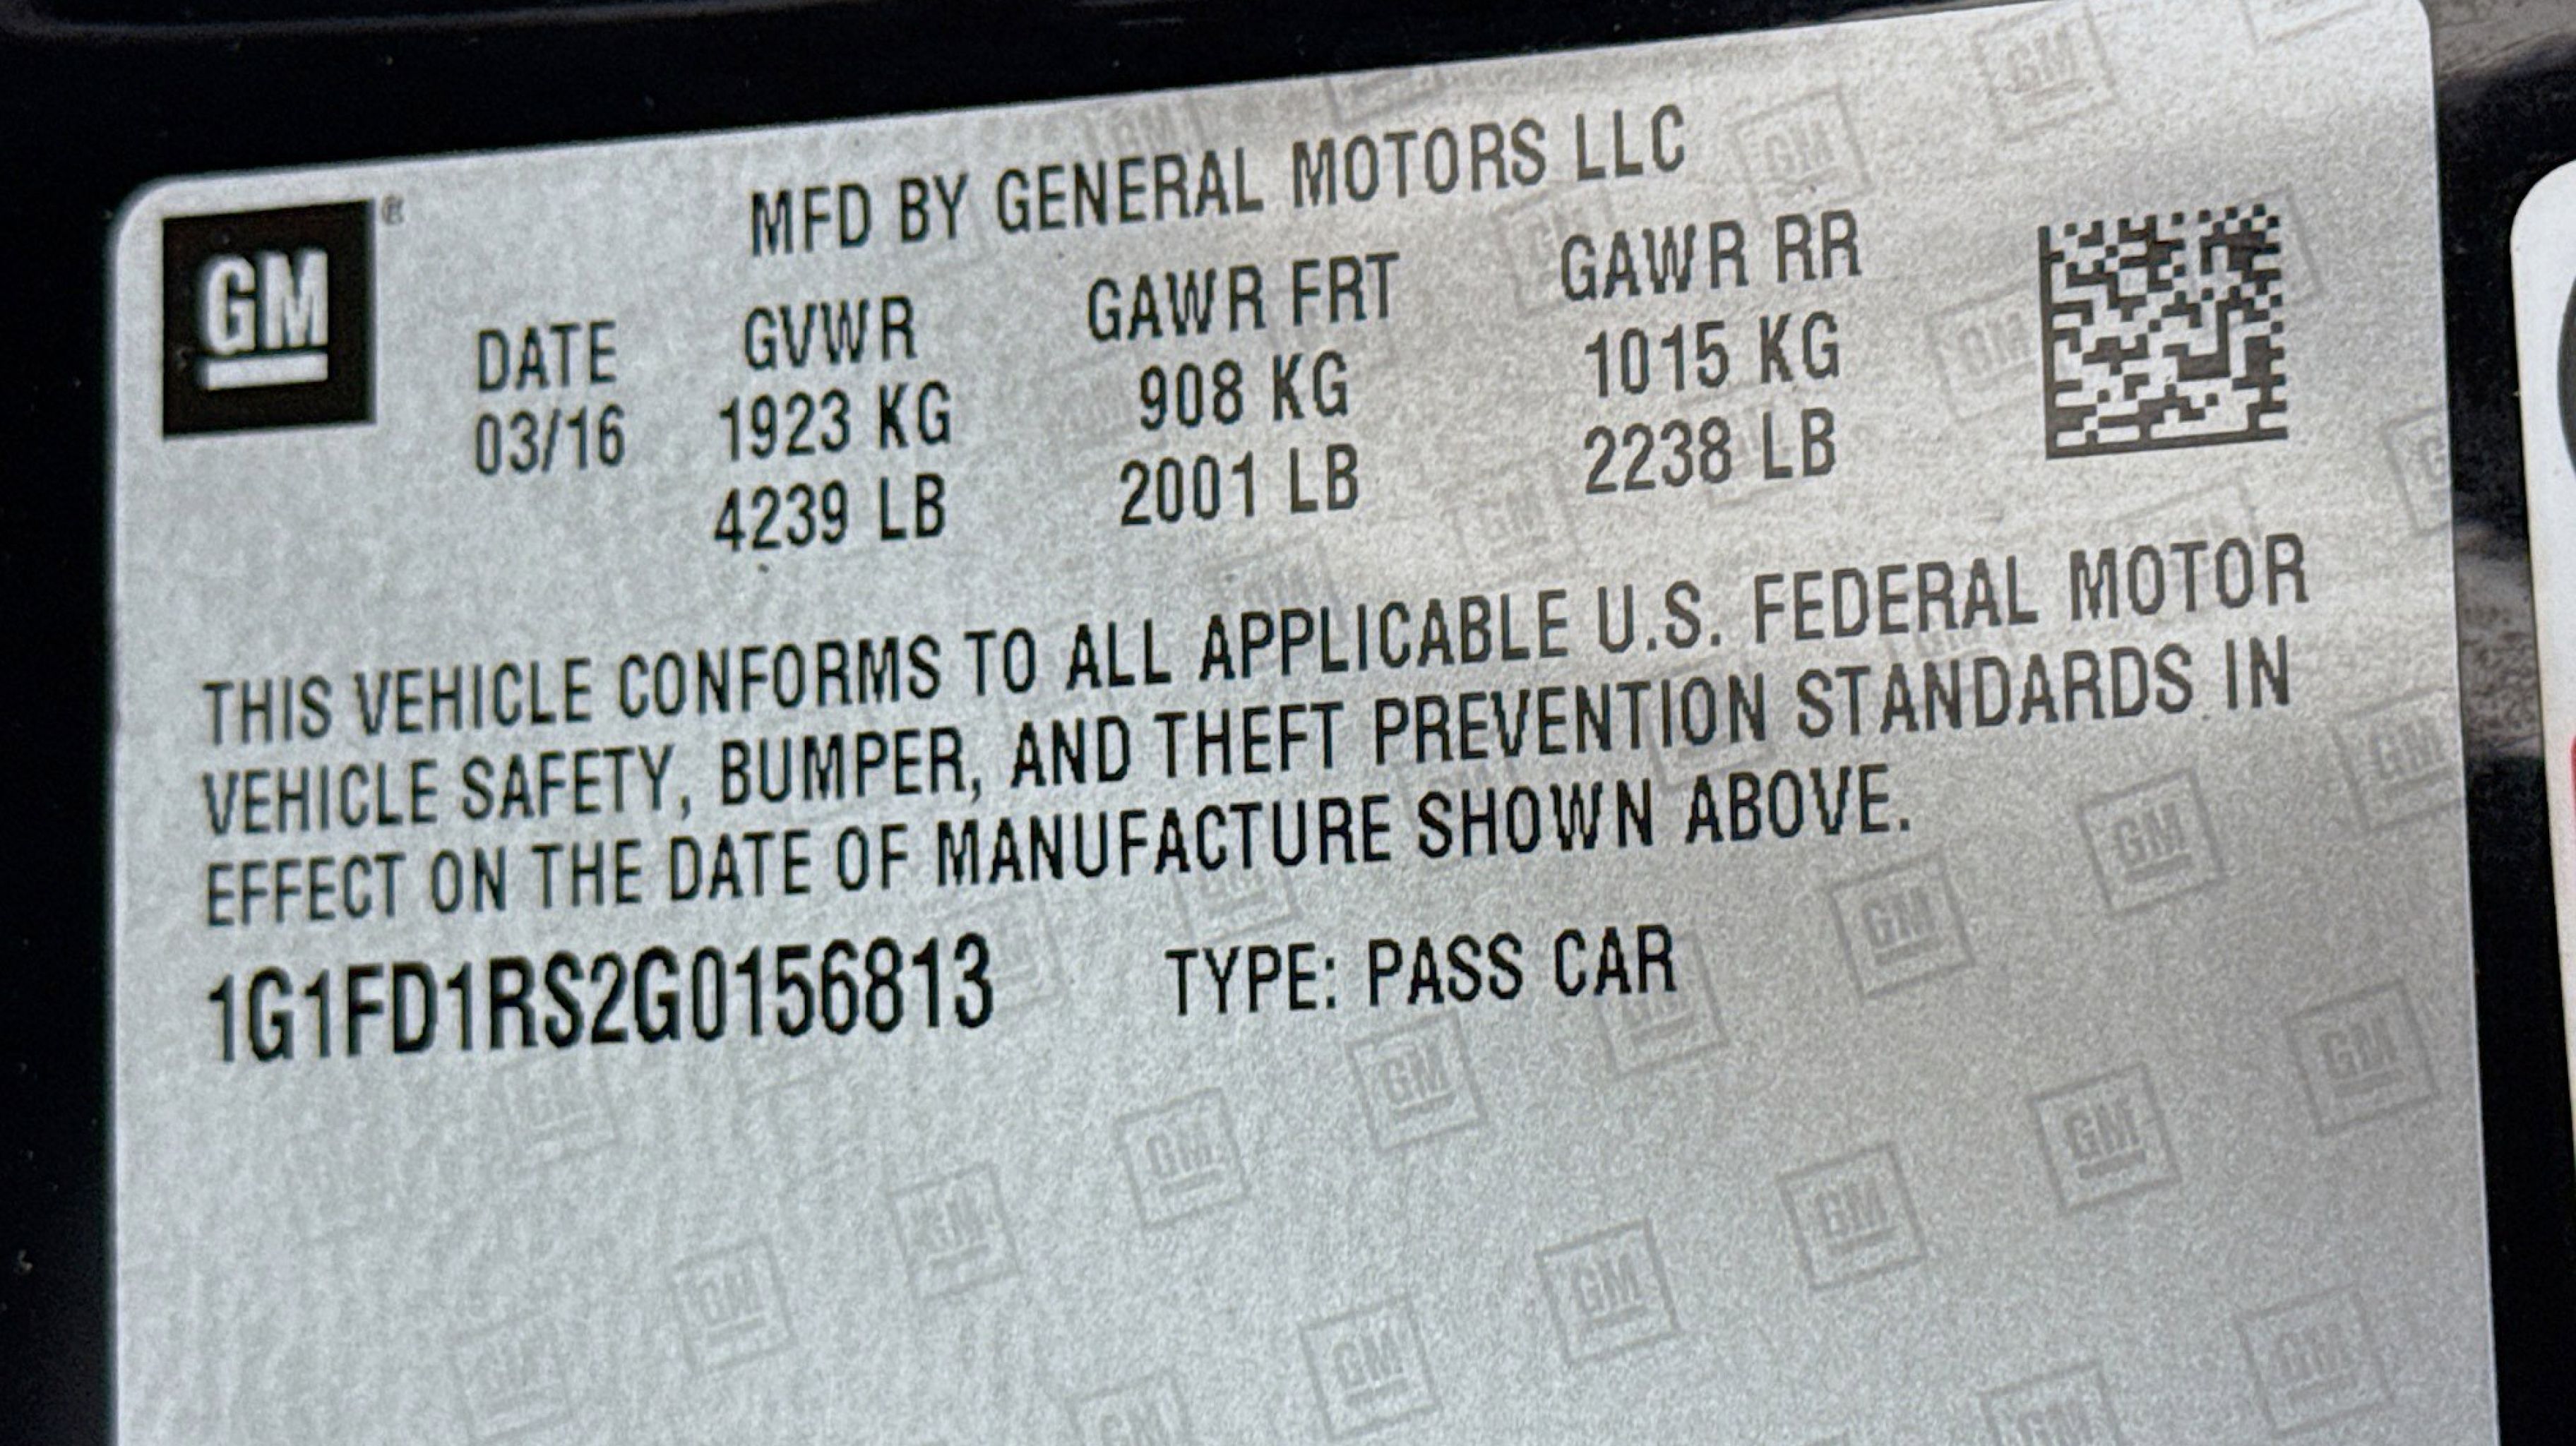 GM
MFD BY GENERAL MOTORS LLC
DATE GVWR GAWR FRT GAWR RR
03/16 1923 KG 908 KG 1015 KG
4239 LB 2001 LB 2238 LB
THIS VEHICLE CONFORMS TO ALL APPLICABLE U.S. FEDERAL MOTOR
VEHICLE SAFETY, BUMPER, AND THEFT PREVENTION STANDARDS IN
EFFECT ON THE DATE OF MANUFACTURE SHOWN ABOVE.
1G1FD1RS2G0156813 TYPE: PASS CAR